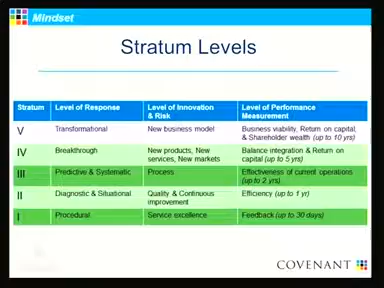 Mindset
Stratum Levels
Stratum
Level of Response
Level of Innovation
& Risk
Level of Performance
Measurement
V
Transformational
New business model
Business viability, Return on capital,
& Shareholder wealth (up to 10 yrs)
IV
Breakthrough
New products, New
services, New markets
Balance integration & Return on
capital (up to 5 yrs)
III
Predictive & Systematic
Process
Effectiveness of current operations
(up to 2 yrs)
II
Diagnostic & Situational
Quality & Continuous
improvement
Efficiency (up to 1 yr)
I
Procedural
Service excellence
Feedback (up to 30 days)
COVENANT